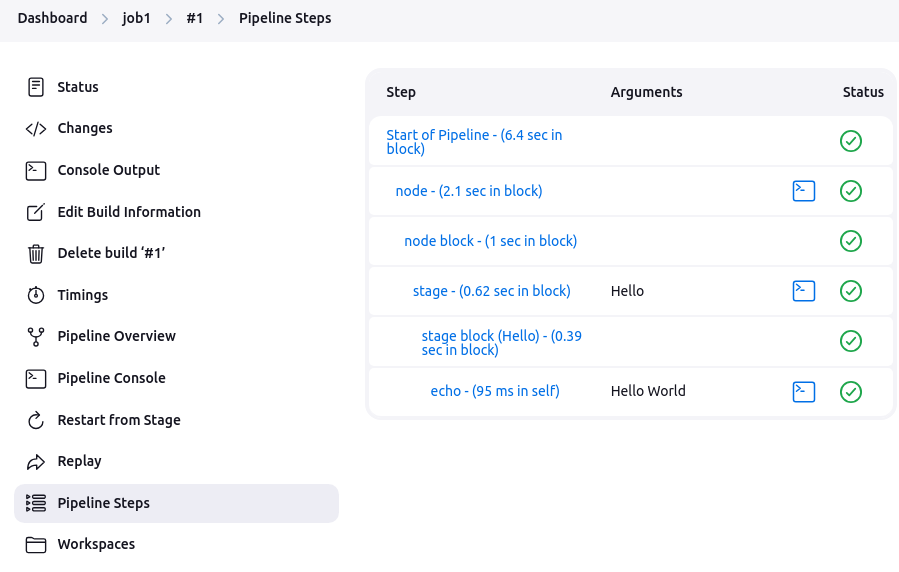 Dashboard > job1 > #1 > Pipeline Steps
Status
Changes
Console Output
Edit Build Information
Delete build ‘#1’
Timings
Pipeline Overview
Pipeline Console
Restart from Stage
Replay
Pipeline Steps
Workspaces
Step Arguments Status
Start of Pipeline - (6.4 sec in
block)
node - (2.1 sec in block)
node block - (1 sec in block)
stage - (0.62 sec in block) Hello
stage block (Hello) - (0.39
sec in block)
echo - (95 ms in self) Hello World